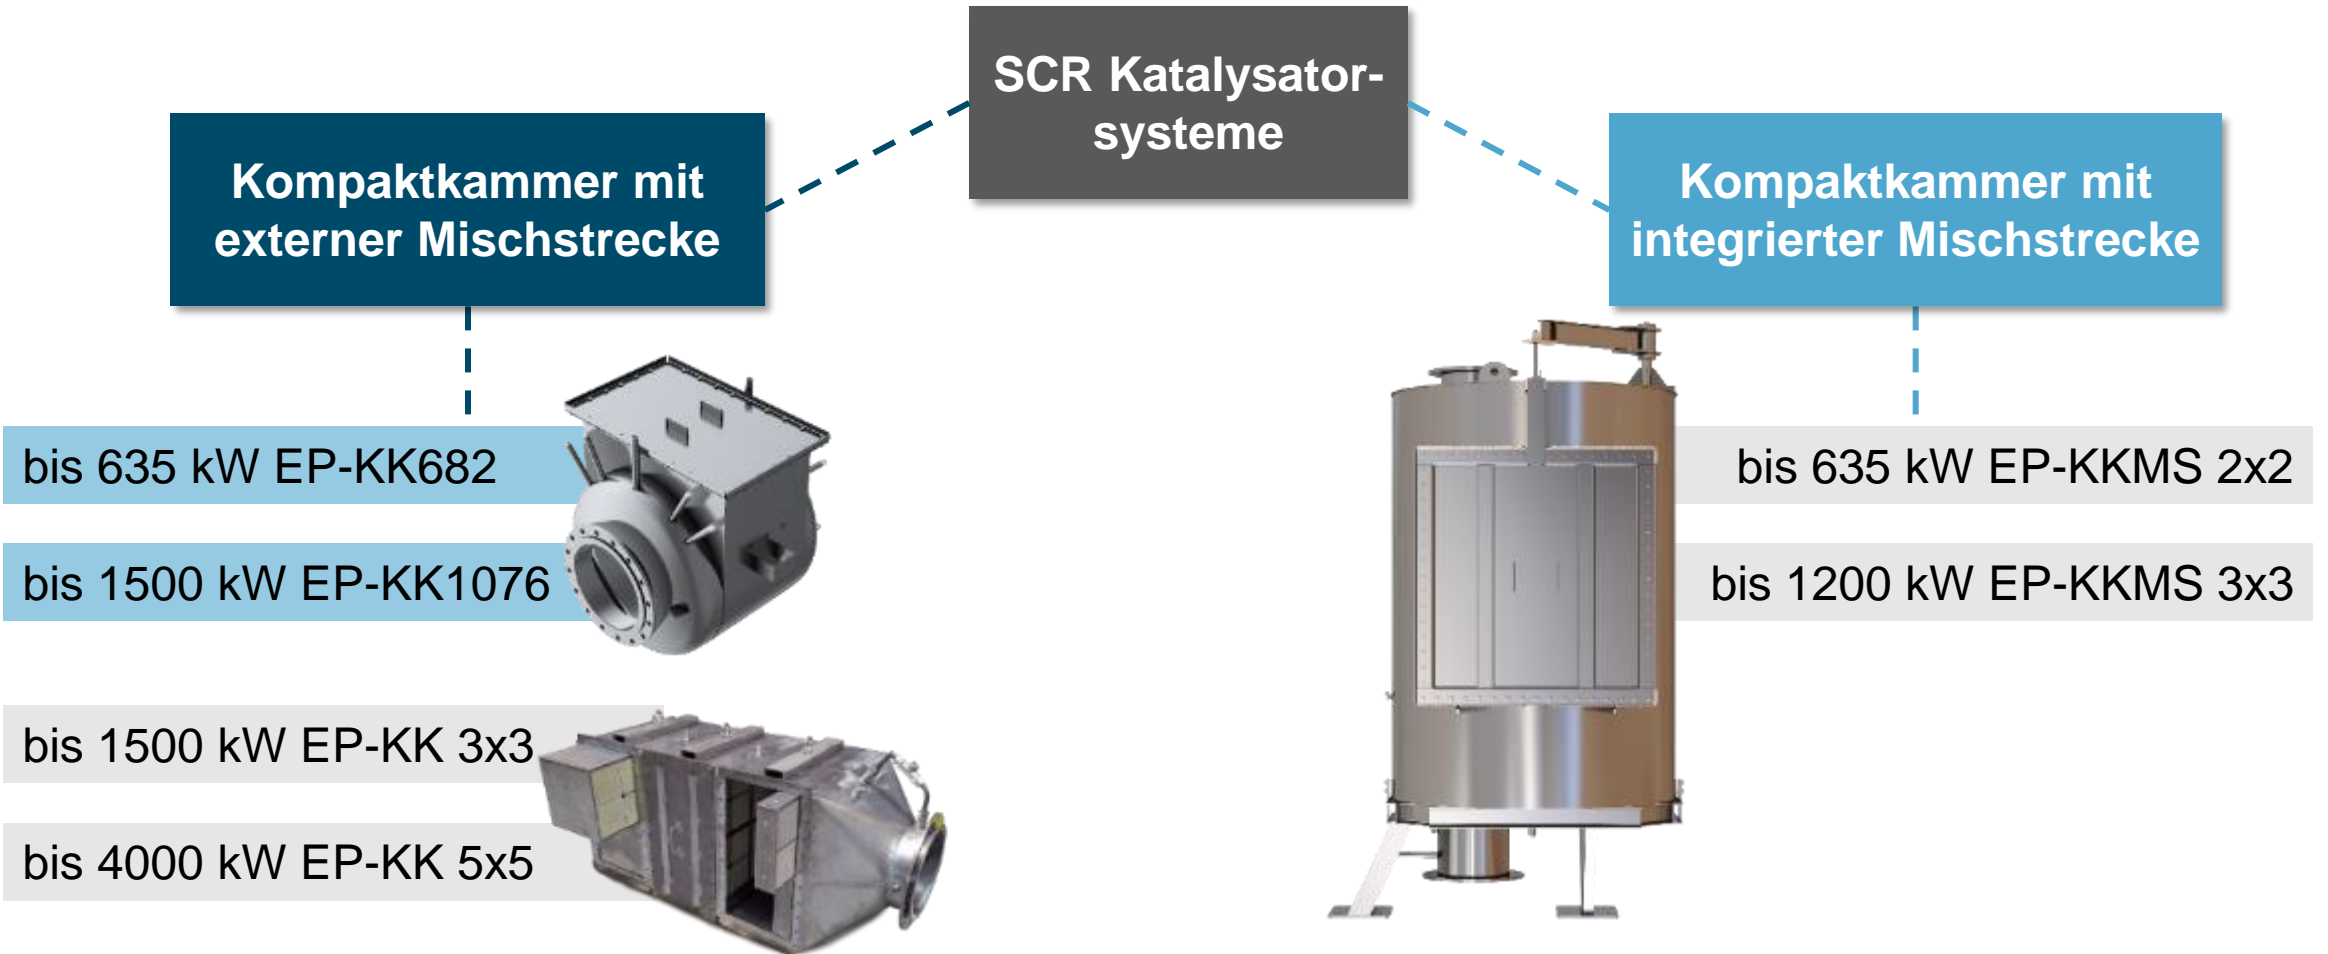 SCR Katalysator-
systeme
Kompaktkammer mit
externer Mischstrecke
bis 635 kW EP-KK682
bis 1500 kW EP-KK1076
bis 1500 kW EP-KK 3x3
bis 4000 kW EP-KK 5x5
Kompaktkammer mit
integrierter Mischstrecke
bis 635 kW EP-KKMS 2x2
bis 1200 kW EP-KKMS 3x3